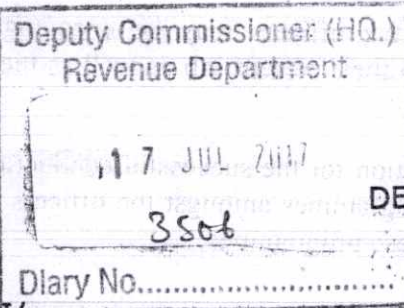 Deputy Commissioner (HQ.)
Revenue Department
17 JUL 2017
DE
3506
Diary No...............................